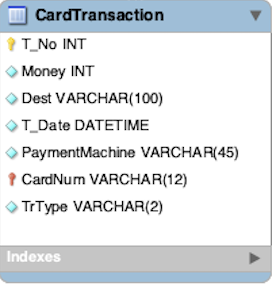 CardTransaction
T_No INT
Money INT
Dest VARCHAR(100)
T_Date DATETIME
PaymentMachine VARCHAR(45)
CardNum VARCHAR(12)
TrType VARCHAR(2)
Indexes